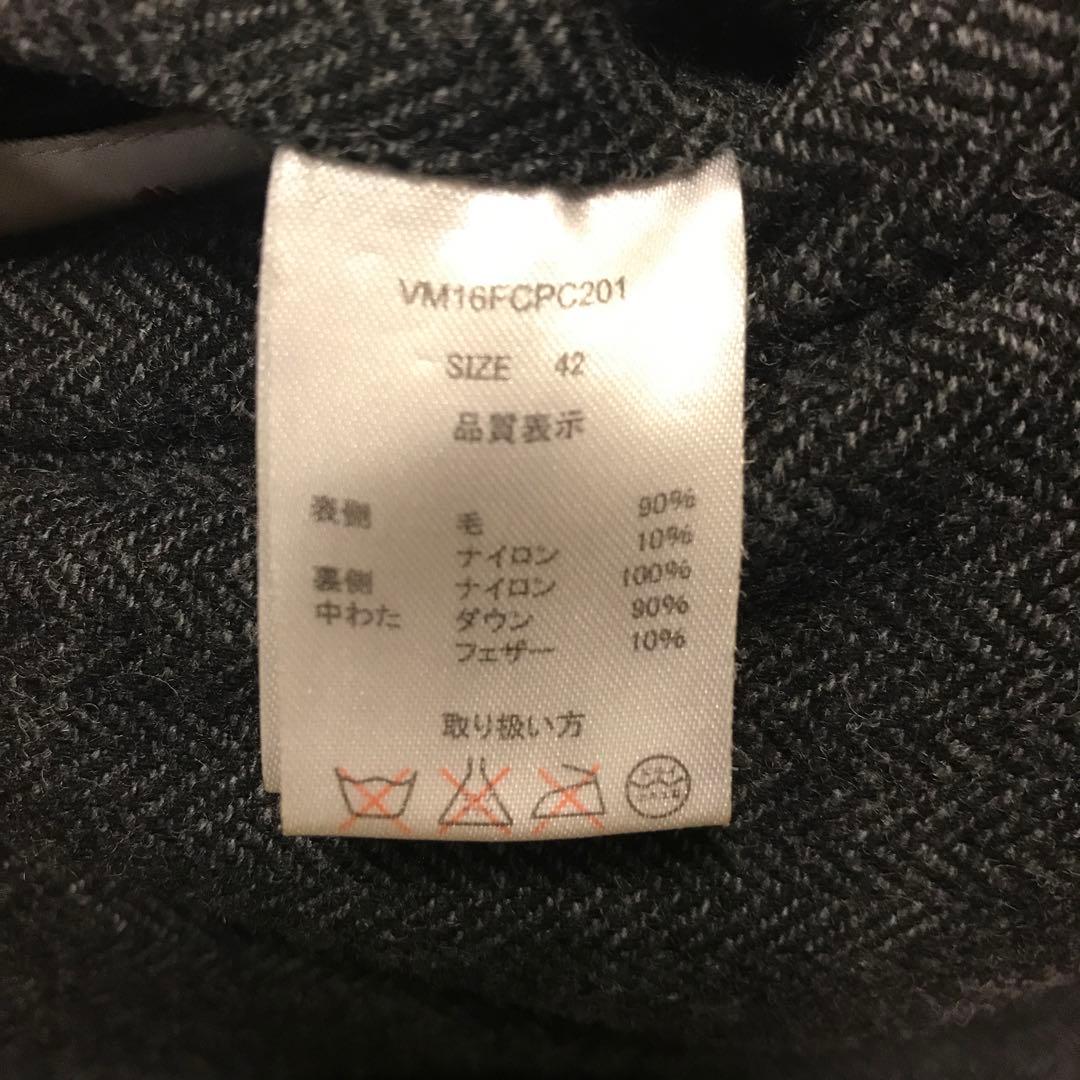 VM16FCPC201
SIZE 42
品質表示
表側 毛 90%
ナイロン 10%
裏側 ナイロン 100%
中わた ダウン 90%
フェザー 10%
取り扱い方